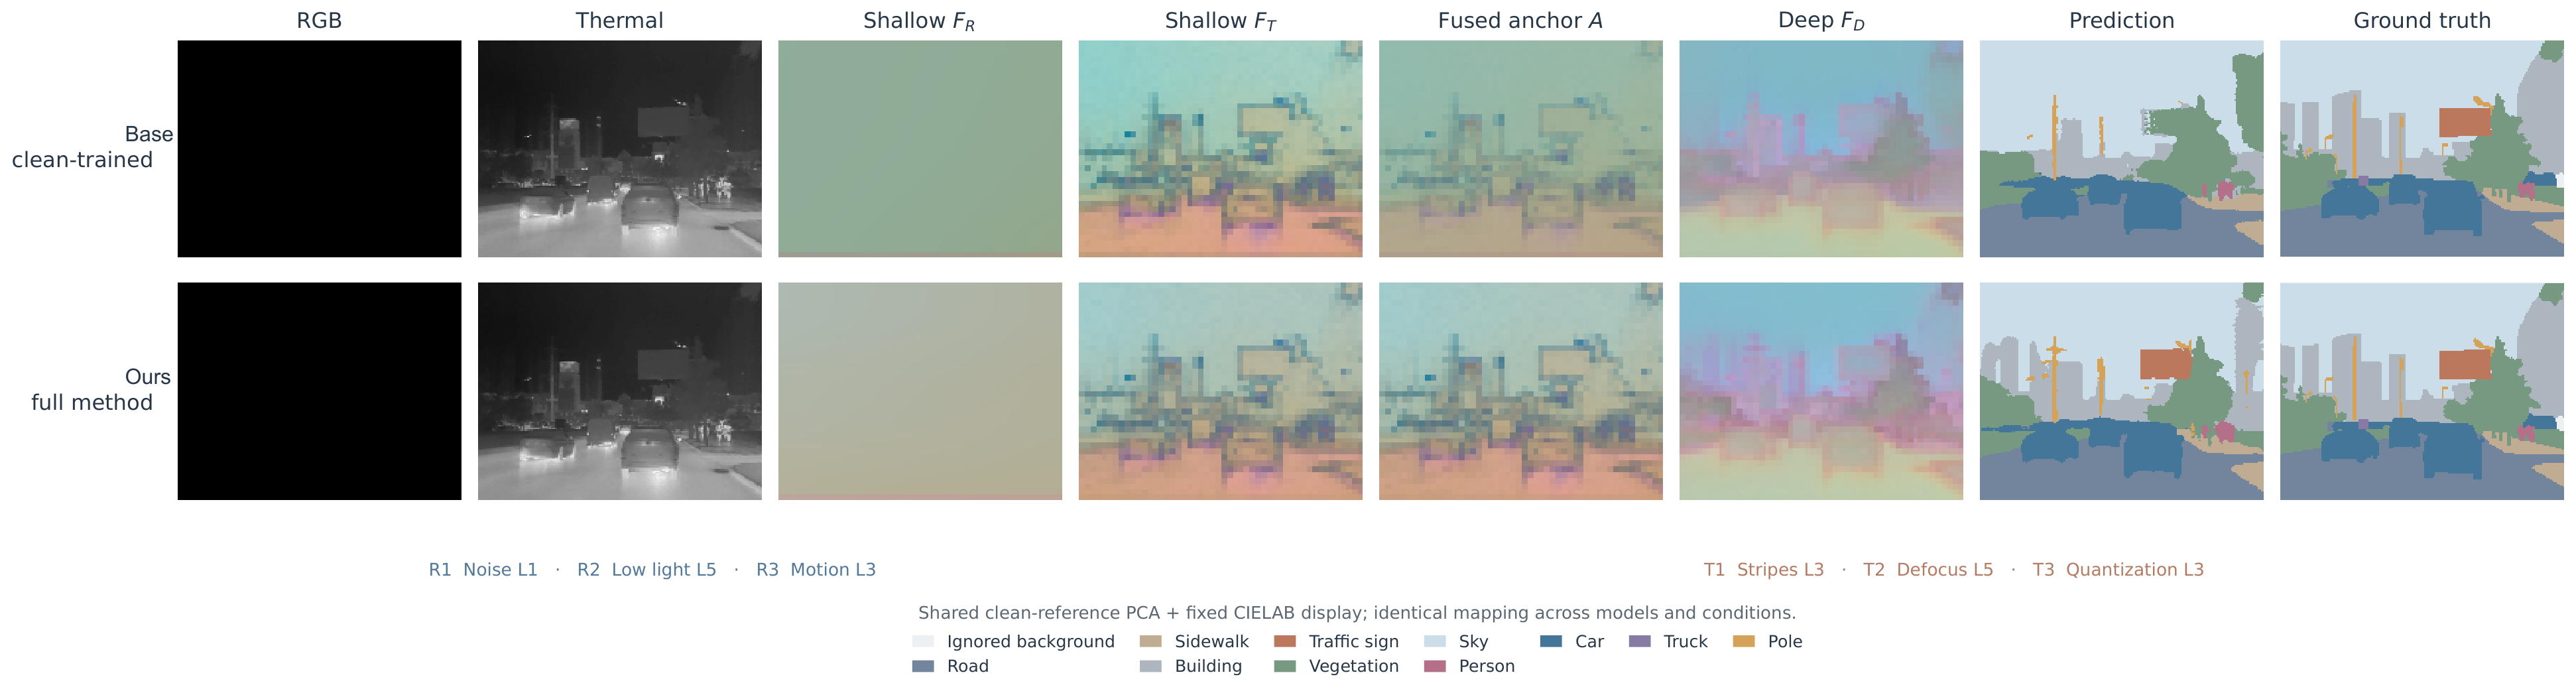 RGB Thermal Shallow F_R Shallow F_T Fused anchor A Deep F_D Prediction Ground truth
Base
clean-trained
Ours
full method
R1 Noise L1 · R2 Low light L5 · R3 Motion L3 T1 Stripes L3 · T2 Defocus L5 · T3 Quantization L3
Shared clean-reference PCA + fixed CIELAB display; identical mapping across models and conditions.
Ignored background Sidewalk Traffic sign Sky Car Truck Pole
Road Building Vegetation Person